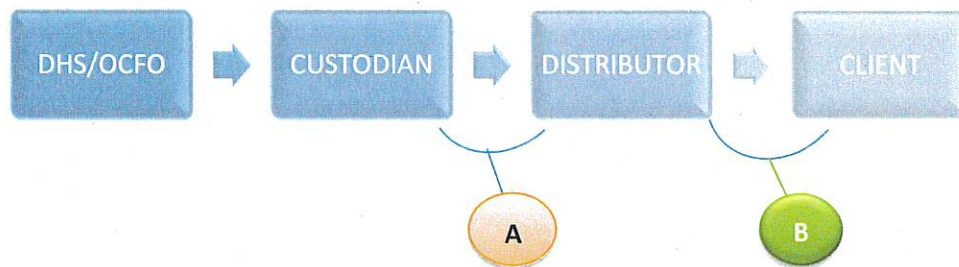 DHS/OCFO
CUSTODIAN
DISTRIBUTOR
CLIENT
A
B